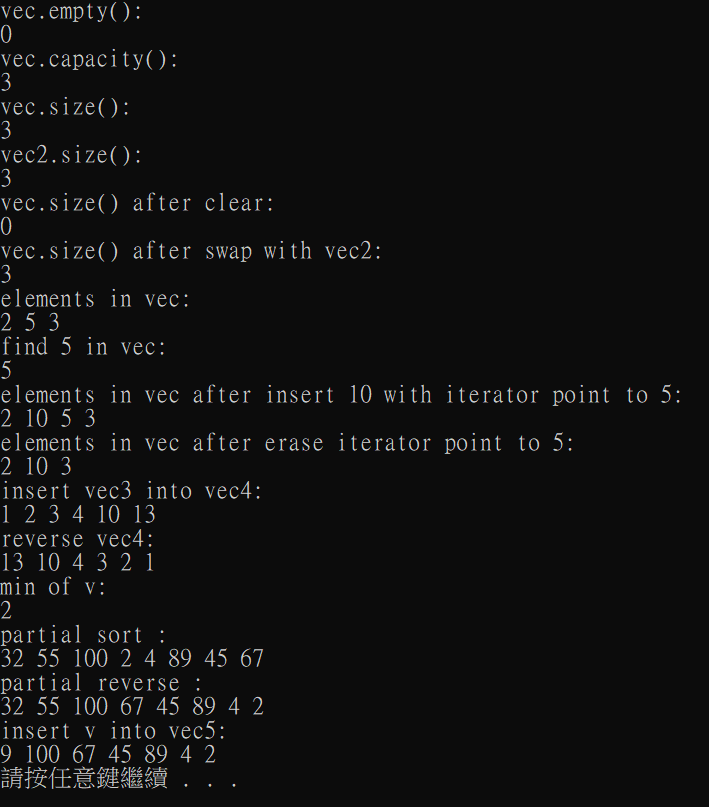 vec.empty():
0
vec.capacity():
3
vec.size():
3
vec2.size():
3
vec.size() after clear:
0
vec.size() after swap with vec2:
3
elements in vec:
2 5 3
find 5 in vec:
5
elements in vec after insert 10 with iterator point to 5:
2 10 5 3
elements in vec after erase iterator point to 5:
2 10 3
insert vec3 into vec4:
1 2 3 4 10 13
reverse vec4:
13 10 4 3 2 1
min of v:
2
partial sort :
32 55 100 2 4 89 45 67
partial reverse :
32 55 100 67 45 89 4 2
insert v into vec5:
9 100 67 45 89 4 2
請按任意鍵繼續 . . .